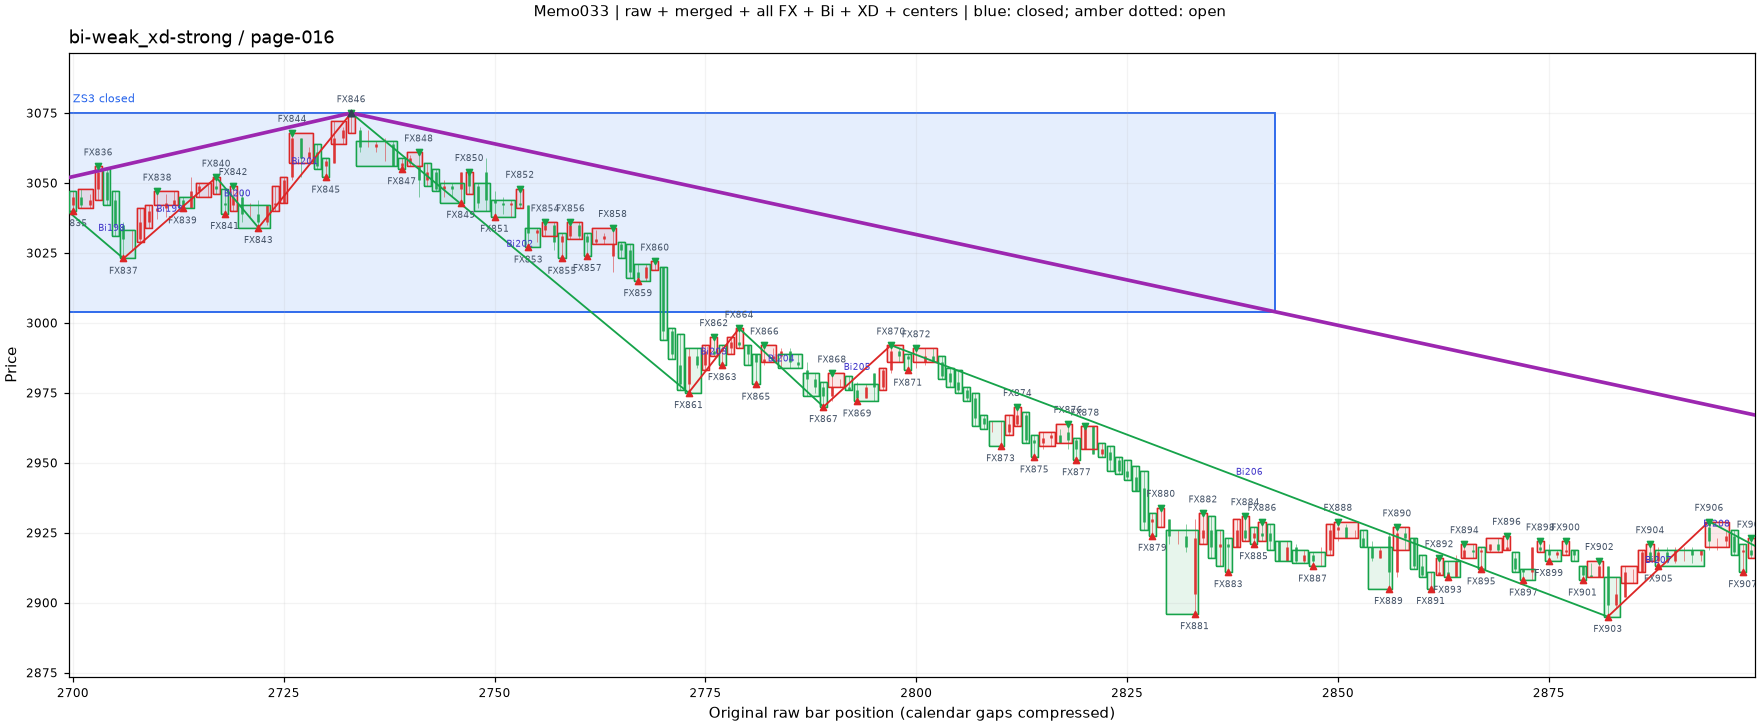 Memo033 | raw + merged + all FX + Bi + XD + centers | blue: closed; amber dotted: open
bi-weak_xd-strong / page-016
ZS3 closed
FX846
FX844
FX836
FX848
FX840
FX850
FX842
FX838
FX852
FX845
FX847
Bi200
FX839
FX841
FX849
FX854
FX856
FX858
FX851
FX843
Bi202
FX853
FX860
FX837
FX855
FX857
FX859
FX864
FX862
FX866
FX870
FX872
FX868
Bi205
FX863
FX871
FX865
FX874
FX861
FX869
FX867
FX878
FX873
FX875
FX877
Bi206
FX880
FX882
FX884
FX886
FX888
FX890
FX906
FX896
FX894
FX898
FX900
FX904
FX892
FX902
FX879
FX885
FX883
FX887
FX895
FX899
FX905
FX907
FX889
FX891
FX893
FX897
FX901
FX881
FX903
3075
3050
3025
3000
2975
2950
2925
2900
2875
Price
2700
2725
2750
2775
2800
2825
2850
2875
Original raw bar position (calendar gaps compressed)